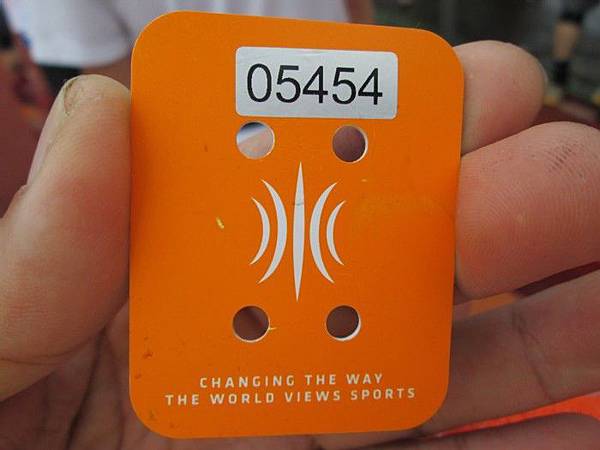 05454
CHANGING THE WAY
THE WORLD VIEWS SPORTS